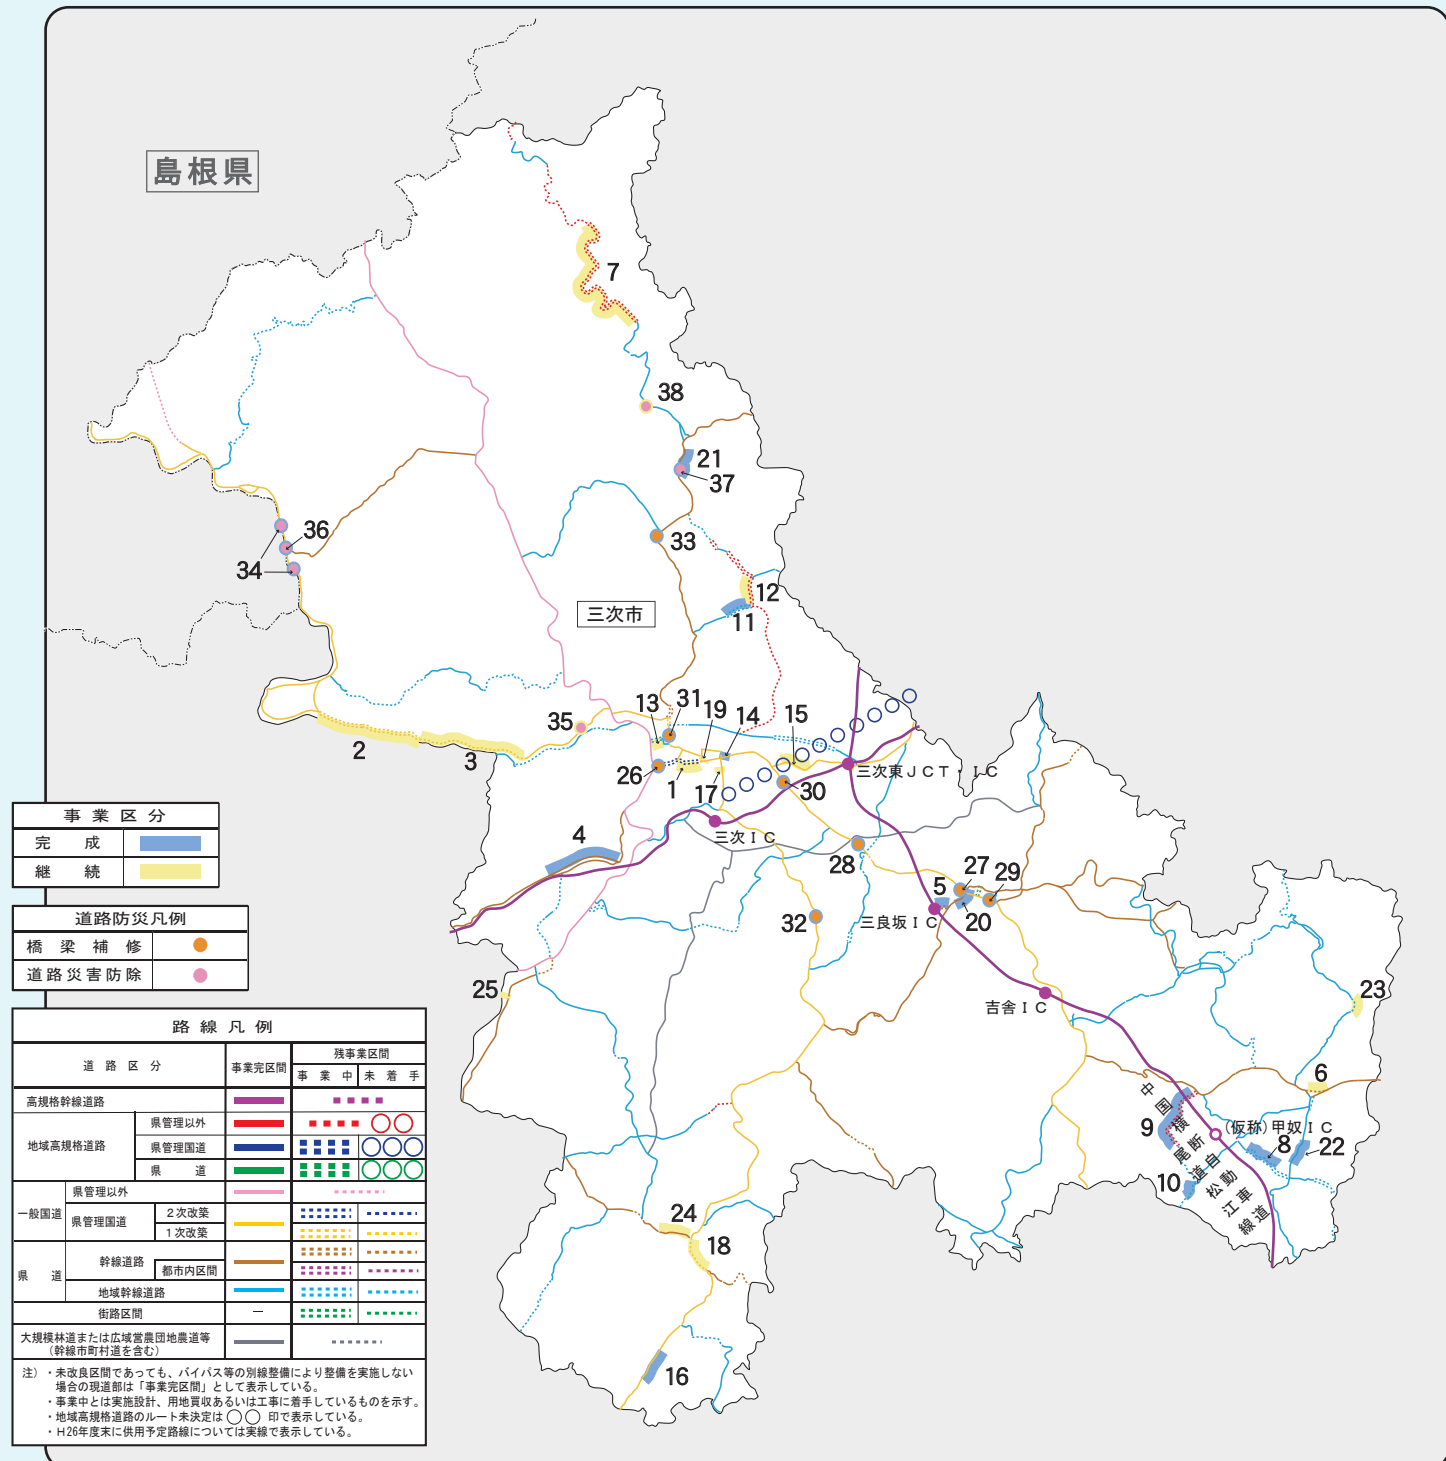 島根県
7
38
21
37
36
33
34
12
三次市
11
13
31
19
14
15
35
2
3
26
1
17
30
三次東ＪＣＴ・ＩＣ
三次ＩＣ
4
28
27
29
5
20
32
三良坂ＩＣ
25
吉舎ＩＣ
23
6
9
(仮称)甲奴ＩＣ
8
22
10
中国横断自動車道
尾道松江線
24
18
16
事業区分
完成
継続
道路防災凡例
橋梁補修
道路災害防除
路線凡例
道路区分 事業完区間 残事業区間
事業中 未着手
高規格幹線道路
地域高規格道路 県管理以外
県管理国道
県道
一般国道 県管理以外
県管理国道 2次改築
1次改築
県道 幹線道路
都市内区間
地域幹線道路
街路区間 －
大規模林道または広域営農団地農道等
(幹線市町村道を含む)
注）・未改良区間であっても、バイパス等の別線整備により整備を実施しない
場合の現道部は「事業完区間」として表示している。
・事業中とは実施設計、用地買収あるいは工事に着手しているものを示す。
・地域高規格道路のルート未決定は◯◯ 印で表示している。
・H26年度末に供用予定路線については実線で表示している。